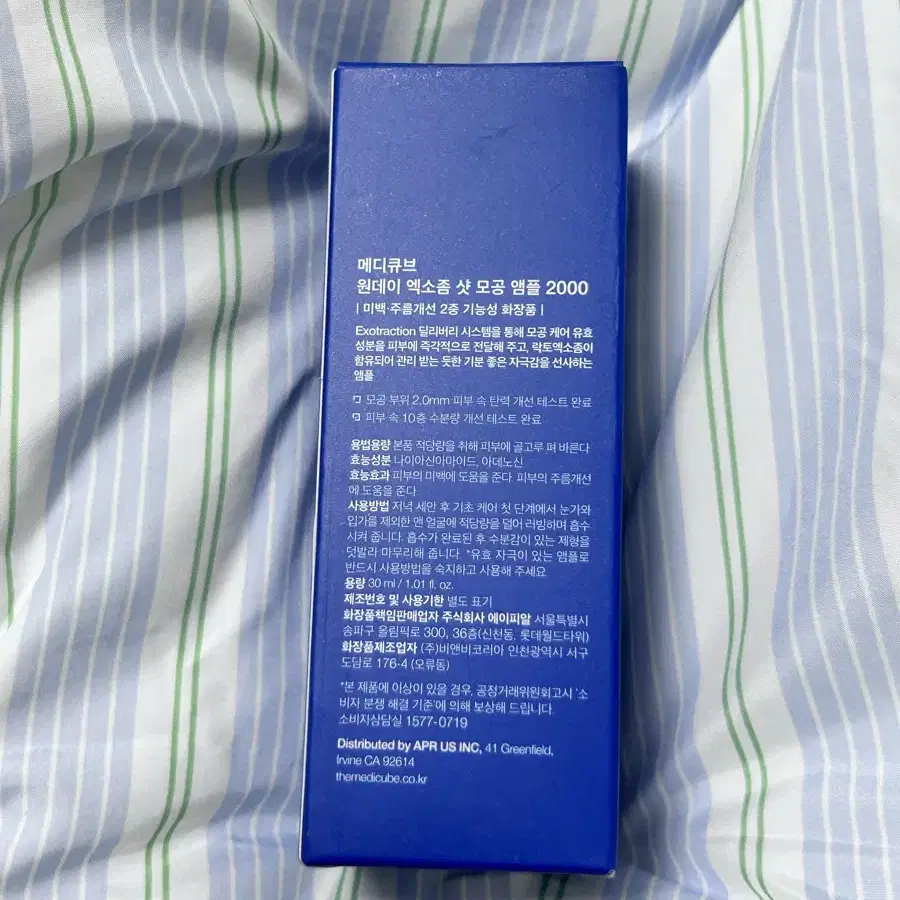 메디큐브
원데이 엑소좀 샷 모공 앰플 2000
| 미백·주름개선 2중 기능성 화장품 |
Exotraction 딜리버리 시스템을 통해 모공 케어 유효
성분을 피부에 즉각적으로 전달해 주고, 락토엑소좀이
함유되어 관리 받는 듯한 기분 좋은 자극감을 선사하는
앰플
모공 부위 2.0mm 피부 속 탄력 개선 테스트 완료
피부 속 10층 수분량 개선 테스트 완료
용법용량 본품 적당량을 취해 피부에 골고루 펴 바른다
효능성분 나이아신아마이드, 아데노신
효능효과 피부의 미백에 도움을 준다 피부의 주름개선
에 도움을 준다
사용방법 저녁 세안 후 기초 케어 첫 단계에서 눈가와
입가를 제외한 맨 얼굴에 적당량을 덜어 러빙하며 흡수
시켜 줍니다. 흡수가 완료된 후 수분감이 있는 제형을
덧발라 마무리해 줍니다. *유효 자극이 있는 앰플로
반드시 사용방법을 숙지하고 사용해 주세요
용량 30 ml / 1.01 fl. oz.
제조번호 및 사용기한 별도 표기
화장품책임판매업자 주식회사 에이피알 서울특별시
송파구 올림픽로 300, 36층(신천동, 롯데월드타워)
화장품제조업자 (주)비앤비코리아 인천광역시 서구
도담로 176-4 (오류동)
*본 제품에 이상이 있을 경우, 공정거래위원회고시 '소
비자 분쟁 해결 기준'에 의해 보상해 드립니다.
소비자상담실 1577-0719
Distributed by APR US INC, 41 Greenfield,
Irvine CA 92614
themedicube.co.kr